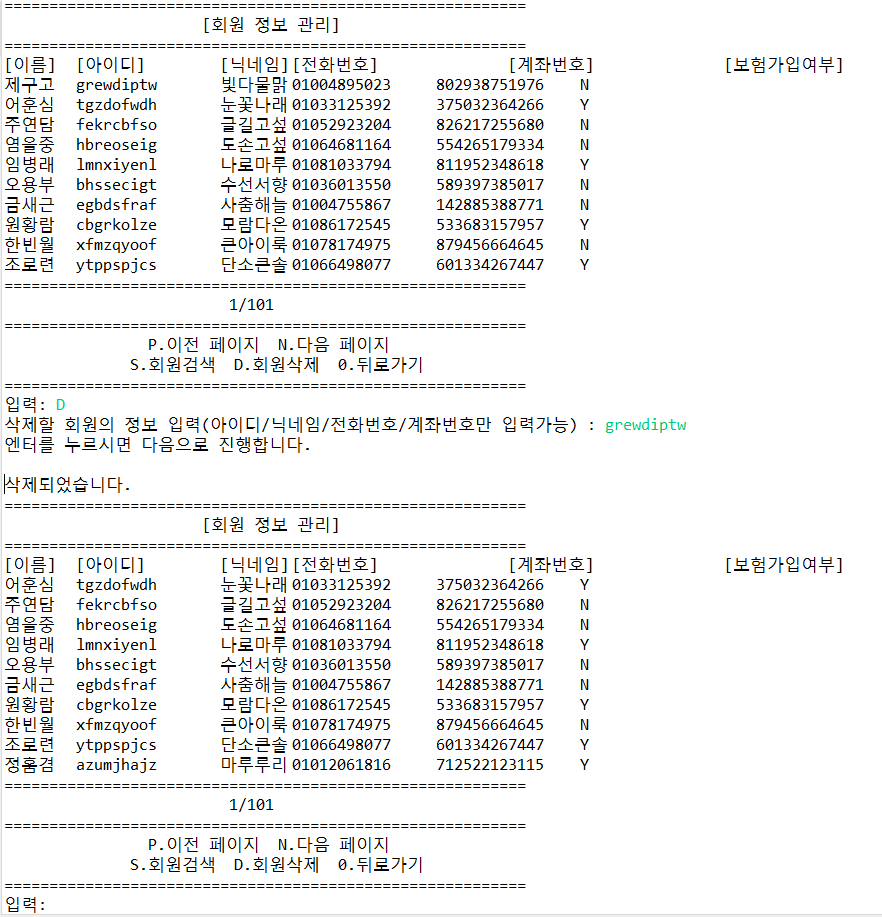 ==========================================================
[회원 정보 관리]
==========================================================
[이름] [아이디] [닉네임] [전화번호] [계좌번호] [보험가입여부]
제구고 grewdiptw 빛다물맑 01004895023 802938751976 N
어훈심 tgzdofwdh 눈꽃나래 01033125392 375032364266 Y
주연담 fekrcbfso 글길고섶 01052923204 826217255680 N
염을중 hbreoseig 도손고섶 01064681164 554265179334 N
임병래 lmnxiyenl 나로마루 01081033794 811952348618 Y
오용부 bhssecigt 수선서향 01036013550 589397385017 N
금새근 egbdsfraf 사춤해늘 01004755867 142885388771 N
원황람 cbgrkolze 모람다온 01086172545 533683157957 Y
한빈월 xfmzqyoof 큰아이룩 01078174975 879456664645 N
조로련 ytppspjcs 단소큰솔 01066498077 601334267447 Y
==========================================================
1/101
==========================================================
P.이전 페이지 N.다음 페이지
S.회원검색 D.회원삭제 0.뒤로가기
==========================================================
입력: D
삭제할 회원의 정보 입력(아이디/닉네임/전화번호/계좌번호만 입력가능) : grewdiptw
엔터를 누르시면 다음으로 진행합니다.
삭제되었습니다.
==========================================================
[회원 정보 관리]
==========================================================
[이름] [아이디] [닉네임] [전화번호] [계좌번호] [보험가입여부]
어훈심 tgzdofwdh 눈꽃나래 01033125392 375032364266 Y
주연담 fekrcbfso 글길고섶 01052923204 826217255680 N
염을중 hbreoseig 도손고섶 01064681164 554265179334 N
임병래 lmnxiyenl 나로마루 01081033794 811952348618 Y
오용부 bhssecigt 수선서향 01036013550 589397385017 N
금새근 egbdsfraf 사춤해늘 01004755867 142885388771 N
원황람 cbgrkolze 모람다온 01086172545 533683157957 Y
한빈월 xfmzqyoof 큰아이룩 01078174975 879456664645 N
조로련 ytppspjcs 단소큰솔 01066498077 601334267447 Y
정훔겸 azumjhajz 마루루리 01012061816 712522123115 Y
==========================================================
1/101
==========================================================
P.이전 페이지 N.다음 페이지
S.회원검색 D.회원삭제 0.뒤로가기
==========================================================
입력: